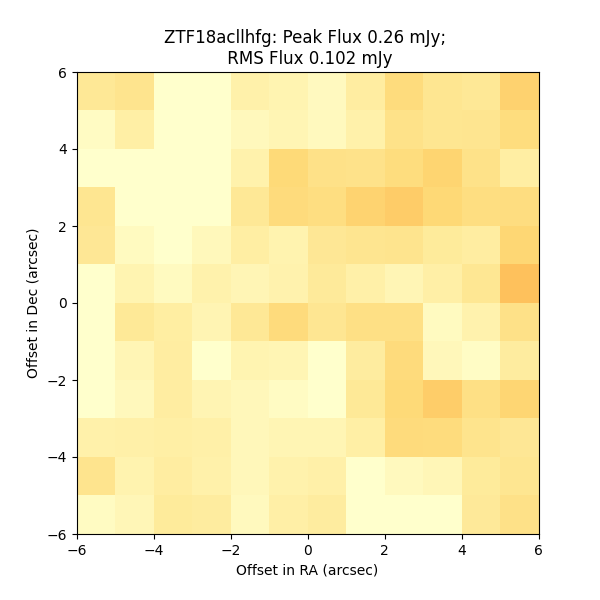 ZTF18acllhfg: Peak Flux 0.26 mJy;
RMS Flux 0.102 mJy
6
4
2
0
−2
−4
−6
Offset in Dec (arcsec)
−6 −4 −2 0 2 4 6
Offset in RA (arcsec)